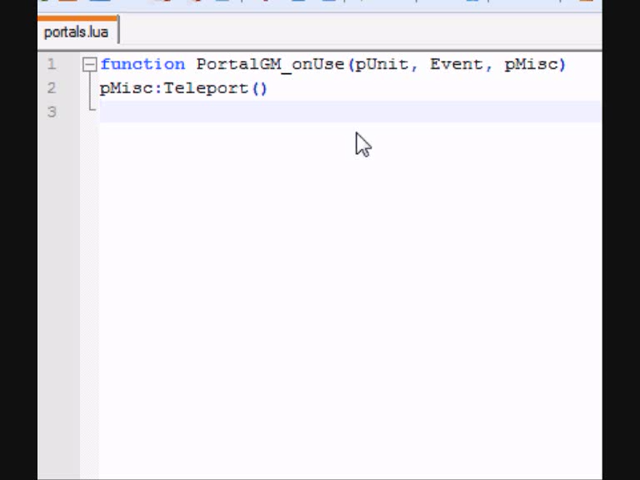 portals.lua
1 function PortalGM_onUse(pUnit, Event, pMisc)
2 pMisc:Teleport()
3